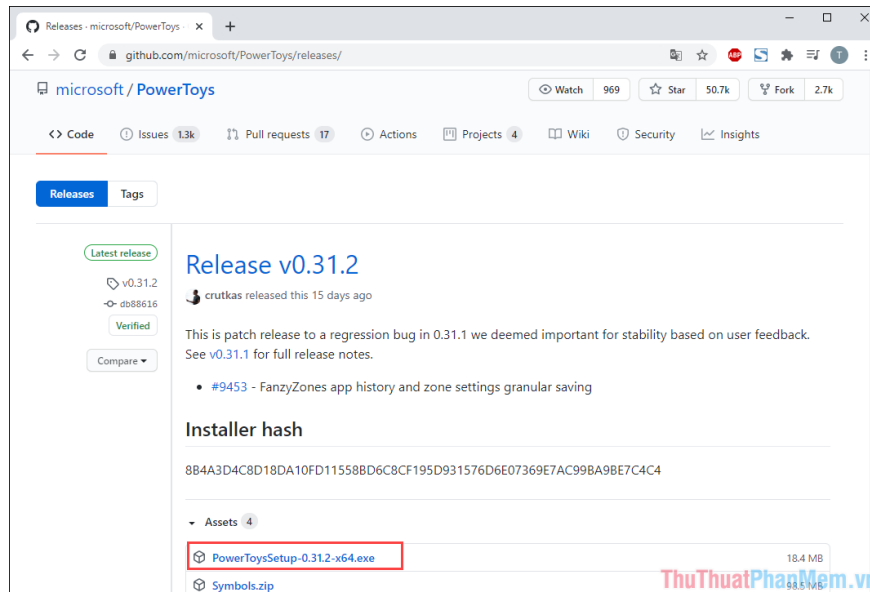 Releases · microsoft/PowerToys ·
github.com/microsoft/PowerToys/releases/
ABP
T
microsoft / PowerToys
Watch 969 Star 50.7k Fork 2.7k
Code Issues 1.3k Pull requests 17 Actions Projects 4 Wiki Security Insights
Releases Tags
Latest release
v0.31.2
db88616
Verified
Compare
Release v0.31.2
crutkas released this 15 days ago
This is patch release to a regression bug in 0.31.1 we deemed important for stability based on user feedback.
See v0.31.1 for full release notes.
• #9453 - FanzyZones app history and zone settings granular saving
Installer hash
8B4A3D4C8D18DA10FD11558BD6C8CF195D931576D6E07369E7AC99BA9BE7C4C4
Assets 4
PowerToysSetup-0.31.2-x64.exe 18.4 MB
Symbols.zip 98.5 MB
ThuThuatPhanMem.vn